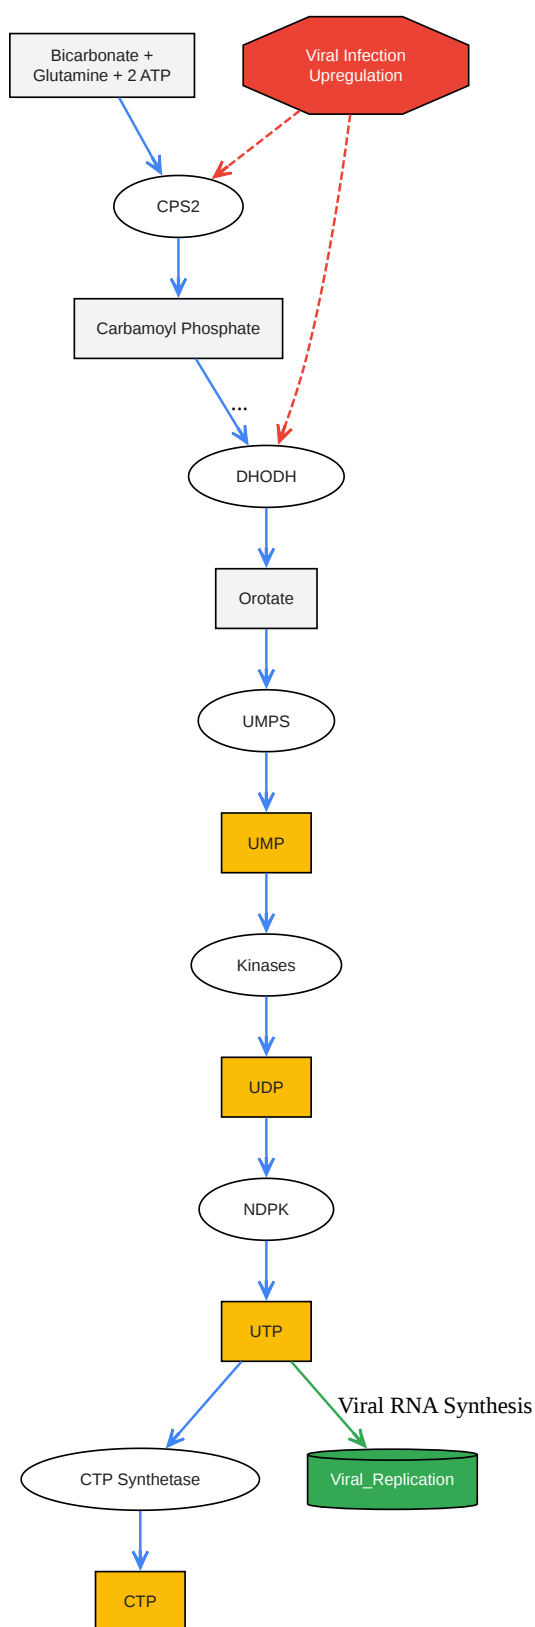 Bicarbonate +
Glutamine + 2 ATP
Viral Infection
Upregulation
CPS2
Carbamoyl Phosphate
...
DHODH
Orotate
UMPS
UMP
Kinases
UDP
NDPK
UTP
Viral RNA Synthesis
CTP Synthetase
Viral_Replication
CTP